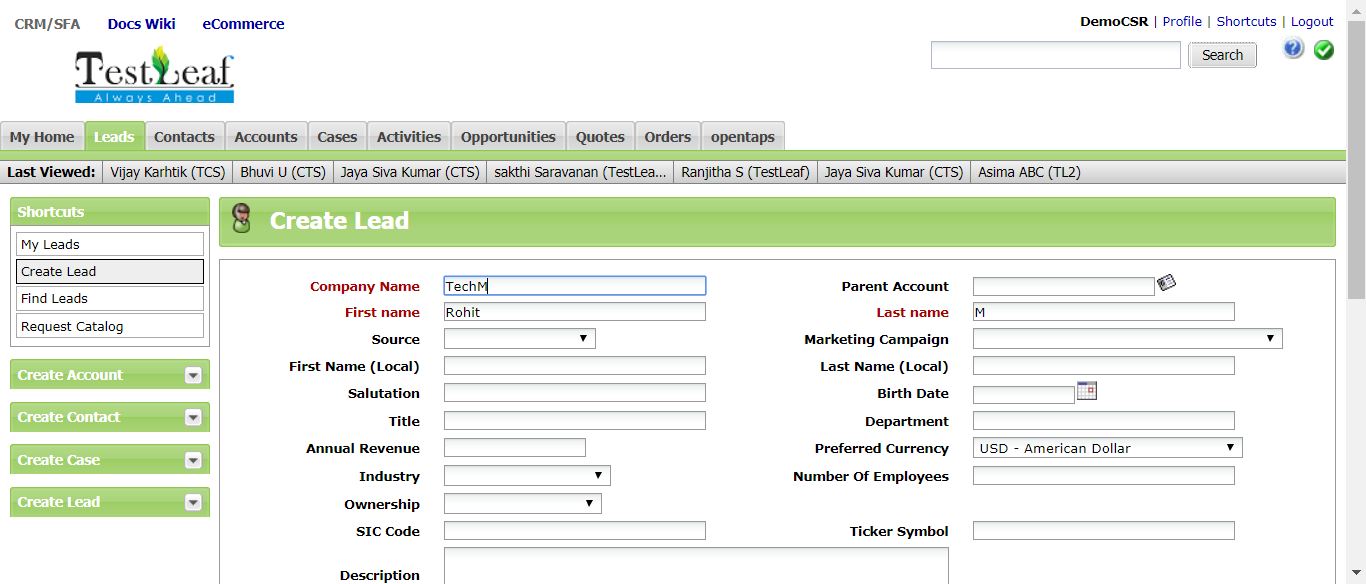 CRM/SFA Docs Wiki eCommerce
DemoCSR | Profile | Shortcuts | Logout
TestLeaf
Always Ahead
Search
?
My Home Leads Contacts Accounts Cases Activities Opportunities Quotes Orders opentaps
Last Viewed: Vijay Karhtik (TCS) Bhuvi U (CTS) Jaya Siva Kumar (CTS) sakthi Saravanan (TestLea... Ranjitha S (TestLeaf) Jaya Siva Kumar (CTS) Asima ABC (TL2)
Shortcuts
My Leads
Create Lead
Find Leads
Request Catalog
Create Account
Create Contact
Create Case
Create Lead
Create Lead
Company Name TechM Parent Account
First name Rohit Last name M
Source Marketing Campaign
First Name (Local) Last Name (Local)
Salutation Birth Date
Title Department
Annual Revenue Preferred Currency USD - American Dollar
Industry Number Of Employees
Ownership
SIC Code Ticker Symbol
Description